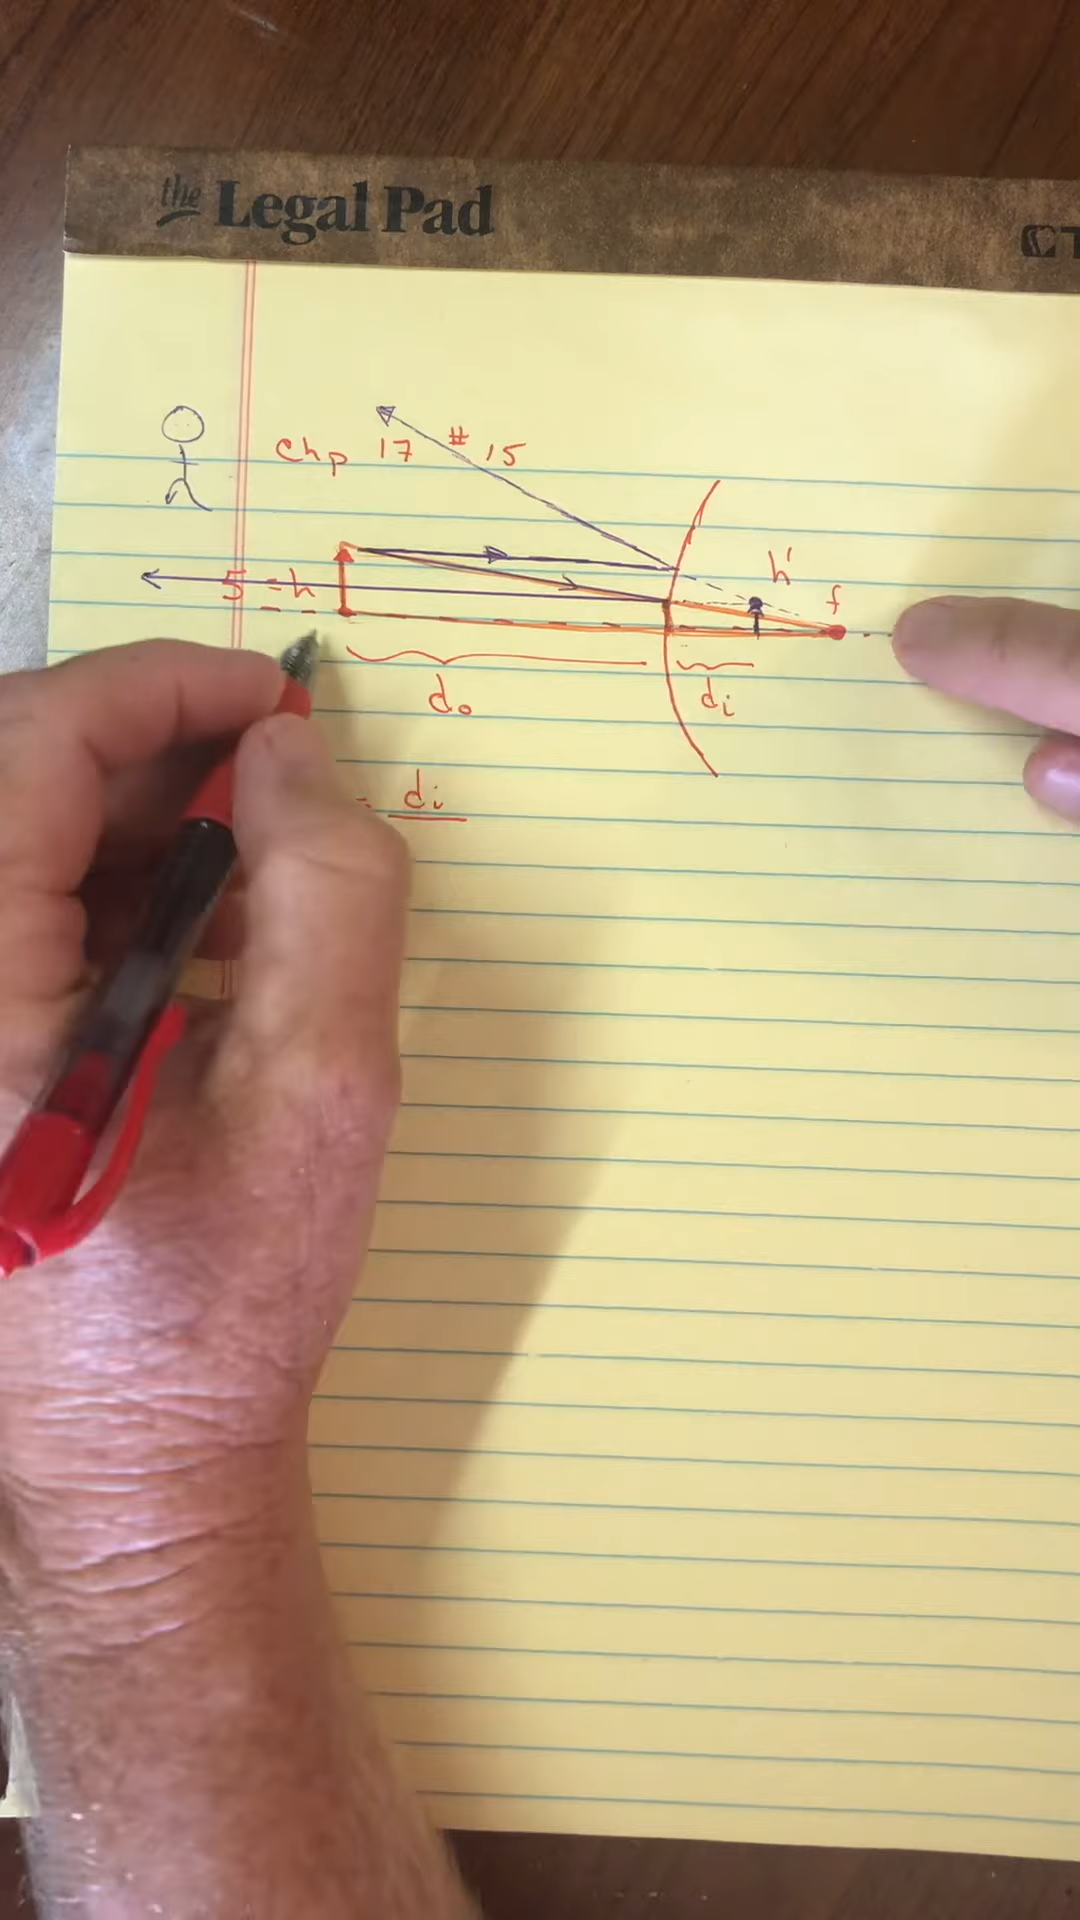 the Legal Pad
Chp 17 # 15
h'
5 = h
f
do
di
= di